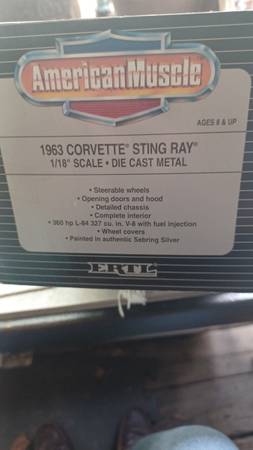 AmericanMuscle
AGES 8 & UP
1963 CORVETTE® STING RAY®
1/18" SCALE • DIE CAST METAL
• Steerable wheels
• Opening doors and hood
• Detailed chassis
• Complete interior
• 360 hp L-84 327 cu. in. V-8 with fuel injection
• Wheel covers
• Painted in authentic Sebring Silver
ERTL